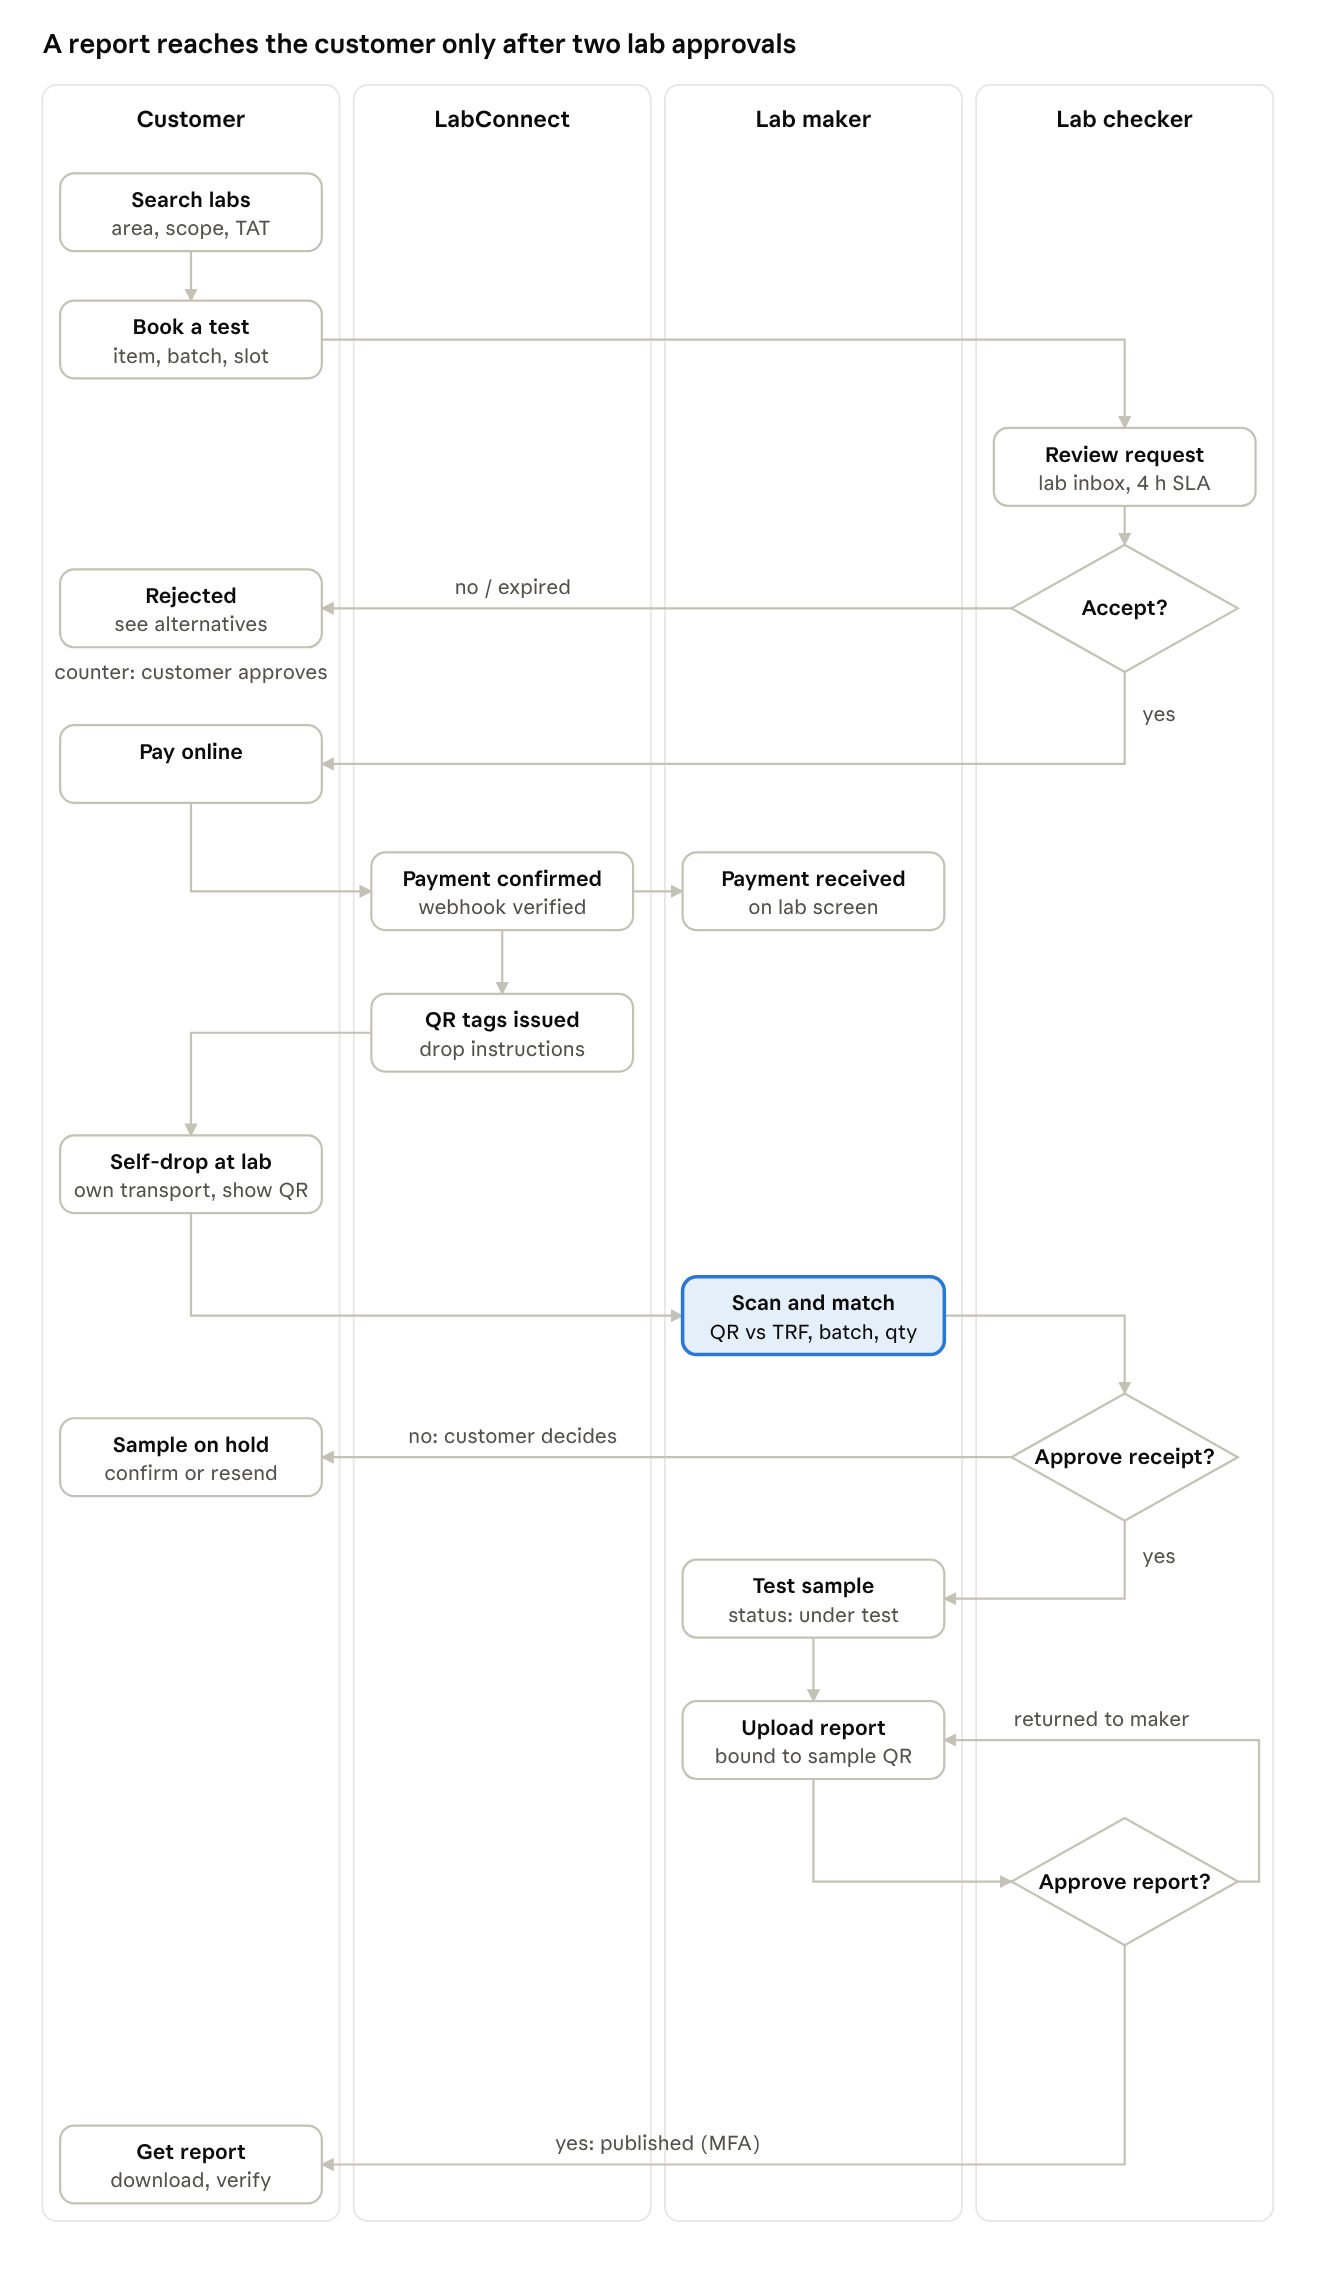 A report reaches the customer only after two lab approvals
Customer
LabConnect
Lab maker
Lab checker
Search labs
area, scope, TAT
Book a test
item, batch, slot
Review request
lab inbox, 4 h SLA
Accept?
no / expired
Rejected
see alternatives
counter: customer approves
yes
Pay online
Payment confirmed
webhook verified
Payment received
on lab screen
QR tags issued
drop instructions
Self-drop at lab
own transport, show QR
Scan and match
QR vs TRF, batch, qty
Approve receipt?
no: customer decides
Sample on hold
confirm or resend
yes
Test sample
status: under test
Upload report
bound to sample QR
returned to maker
Approve report?
yes: published (MFA)
Get report
download, verify